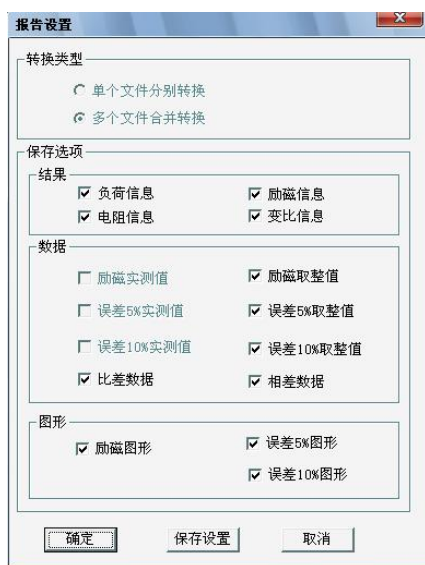 报告设置
转换类型
单个文件分别转换
多个文件合并转换
保存选项
结果
负荷信息 励磁信息
电阻信息 变比信息
数据
励磁实测值 励磁取整值
误差5%实测值 误差5%取整值
误差10%实测值 误差10%取整值
比差数据 相差数据
图形
励磁图形 误差5%图形
误差10%图形
确定 保存设置 取消